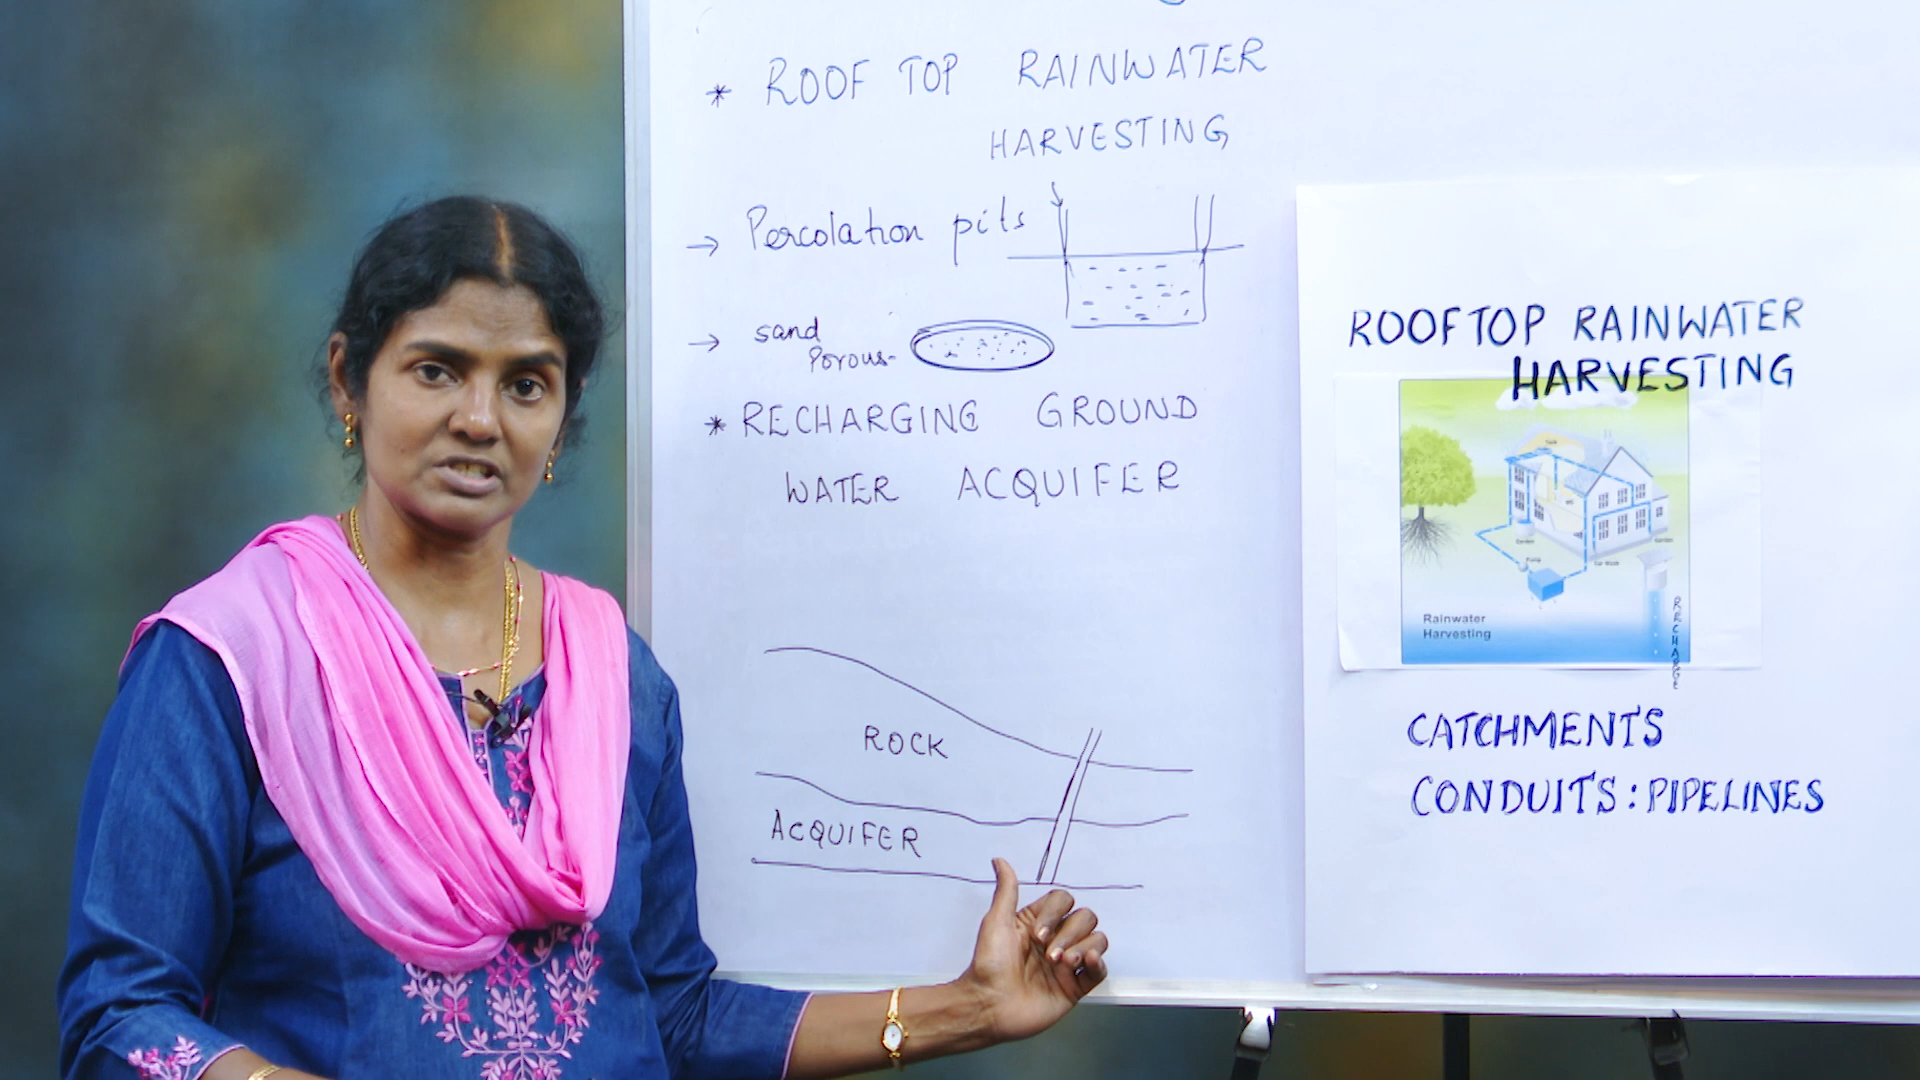 * ROOF TOP RAINWATER
HARVESTING
→ Percolation pits
→ sand
Porous-
* RECHARGING GROUND
WATER ACQUIFER
ROCK
ACQUIFER
ROOFTOP RAINWATER
HARVESTING
Rainwater
Harvesting
RECHARGE
CATCHMENTS
CONDUITS: PIPELINES